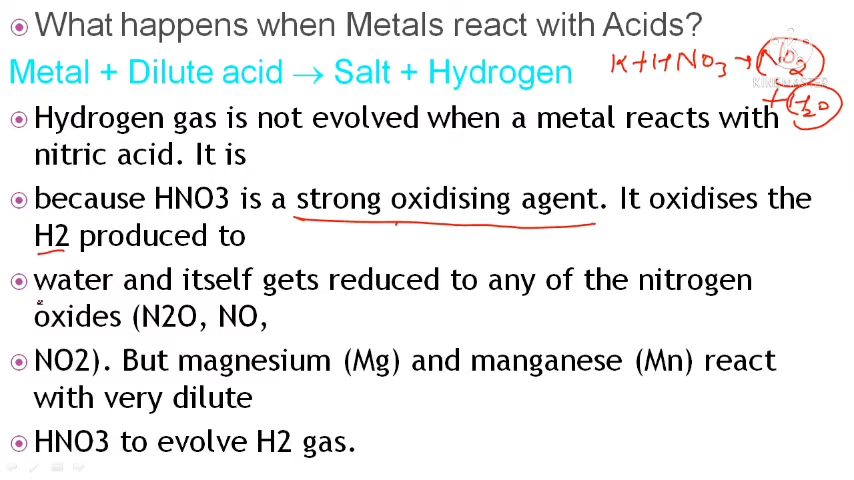 What happens when Metals react with Acids?
Metal + Dilute acid → Salt + Hydrogen
K+HNO3 → NO2
+H2O
KINEMASTER
Hydrogen gas is not evolved when a metal reacts with
nitric acid. It is
because HNO3 is a strong oxidising agent. It oxidises the
H2 produced to
water and itself gets reduced to any of the nitrogen
oxides (N2O, NO,
NO2). But magnesium (Mg) and manganese (Mn) react
with very dilute
HNO3 to evolve H2 gas.